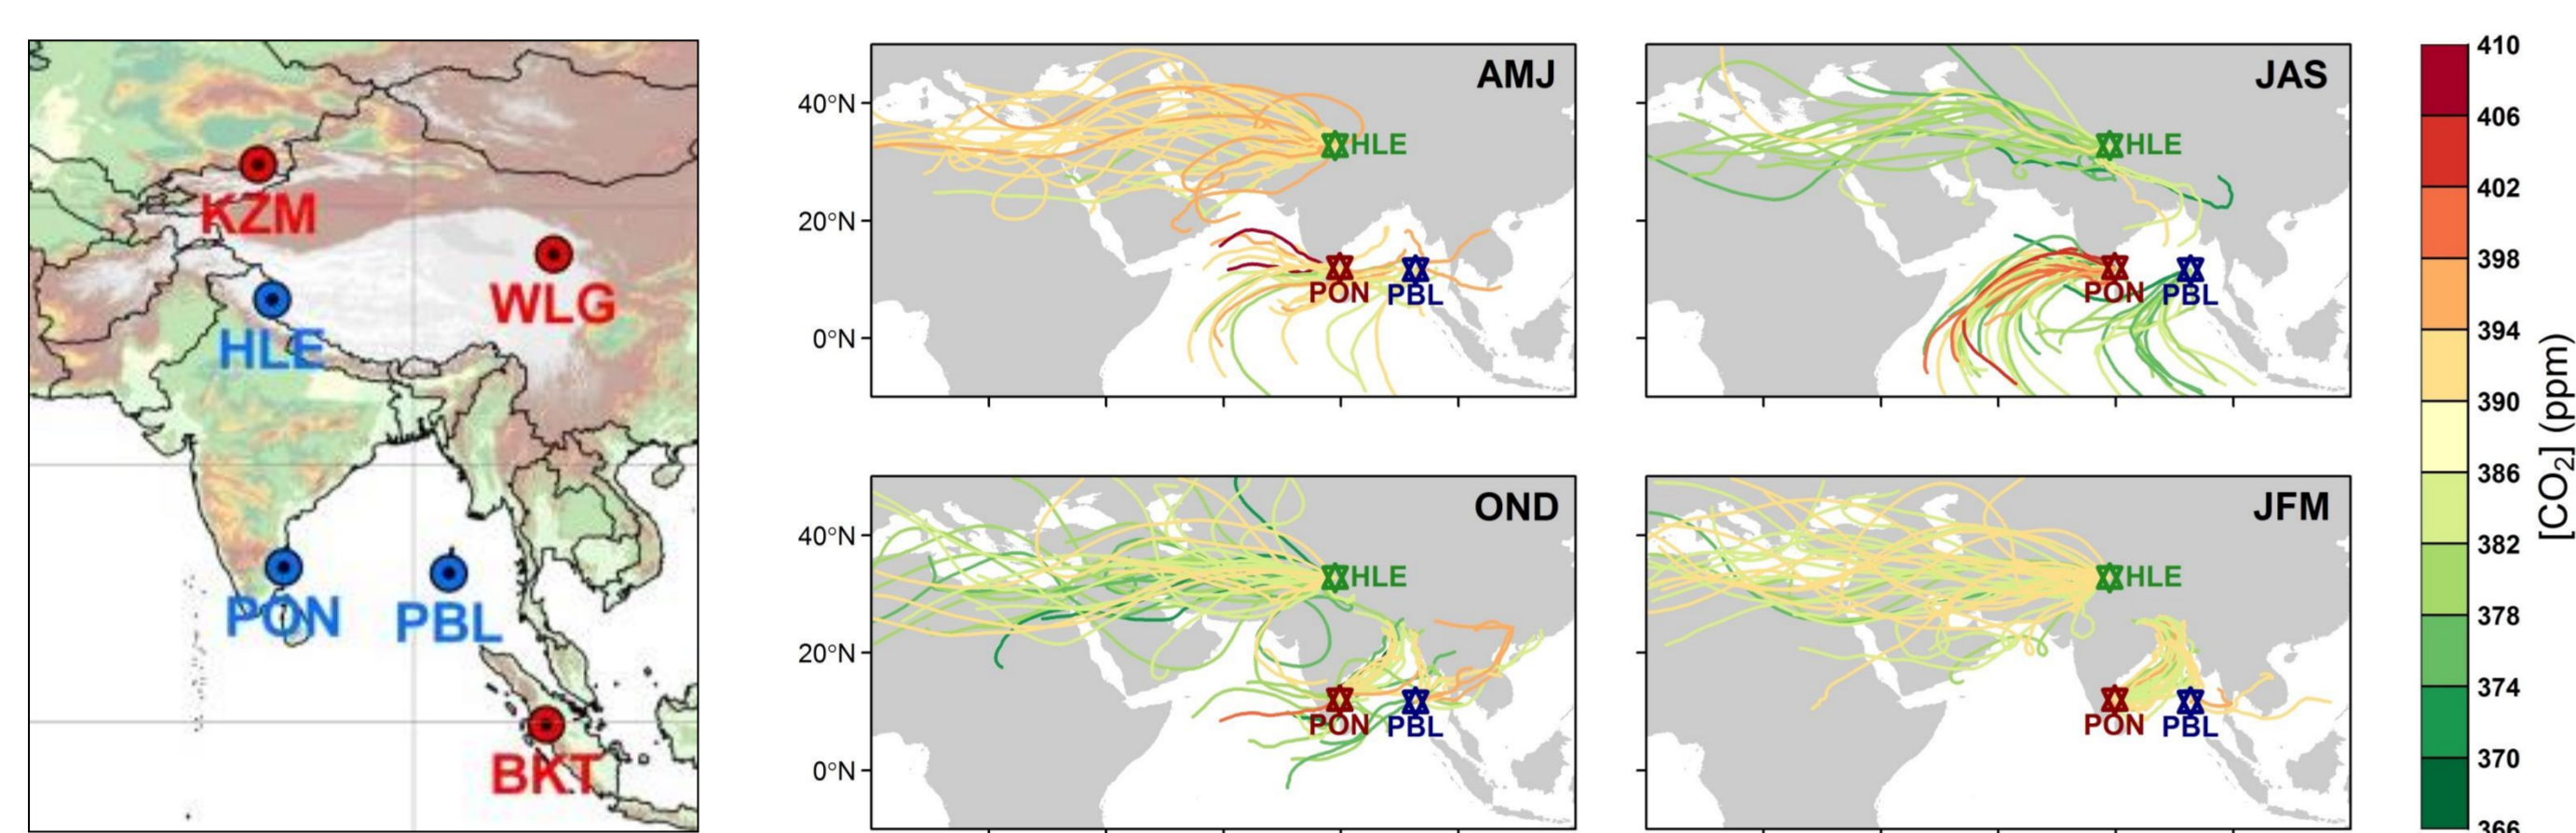 KZM
WLG
HLE
PON
PBL
BKT
AMJ
40°N
20°N
0°N
HLE
PON
PBL
JAS
HLE
PON
PBL
OND
40°N
20°N
0°N
HLE
PON
PBL
JFM
HLE
PON
PBL
410
406
402
398
394
390
386
382
378
374
370
366
[CO₂] (ppm)